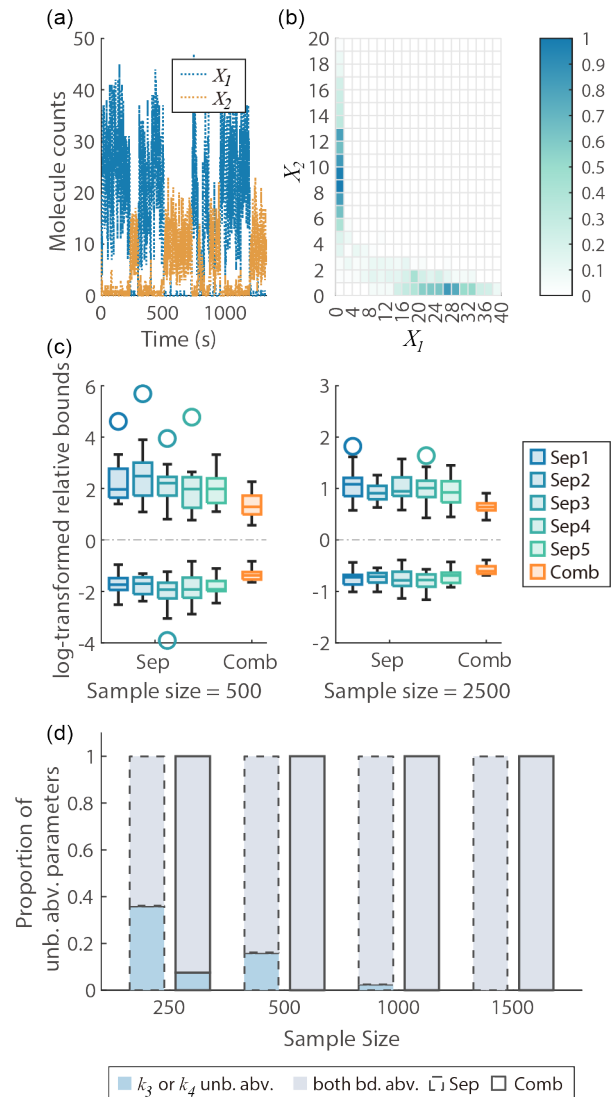 (a)
Molecule counts
50
40
30
20
10
0
0 500 1000
Time (s)
X1
X2
(b)
X2
20
18
16
14
12
10
8
6
4
2
0
0 4 8 12 16 20 24 28 32 36 40
X1
1
0.9
0.8
0.7
0.6
0.5
0.4
0.3
0.2
0.1
0
(c)
log-transformed relative bounds
6
4
2
0
-2
-4
Sep Comb
Sample size = 500
3
2
1
0
-1
-2
Sep Comb
Sample size = 2500
Sep1
Sep2
Sep3
Sep4
Sep5
Comb
(d)
Proportion of
unb. abv. parameters
1
0.8
0.6
0.4
0.2
0
250 500 1000 1500
Sample Size
k3 or k4 unb. abv. both bd. abv. Sep Comb